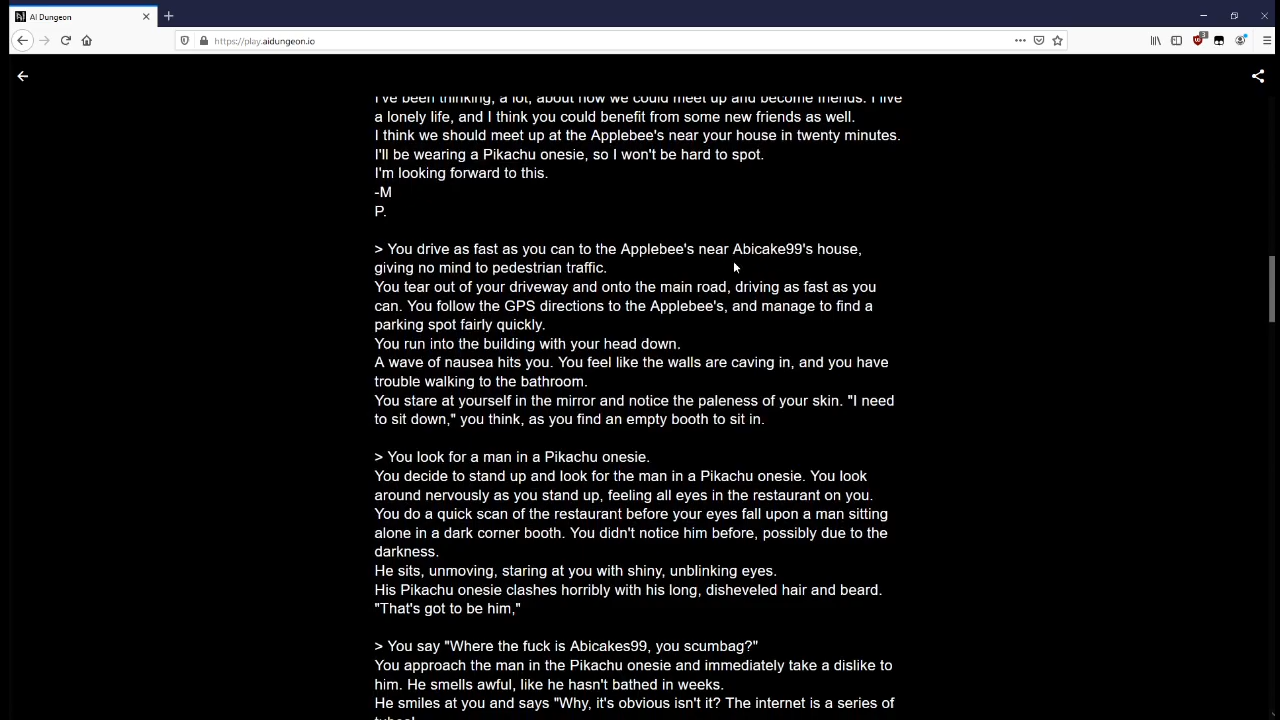 AI Dungeon
https://play.aidungeon.io
3
I've been thinking, a lot, about how we could meet up and become friends. I live
a lonely life, and I think you could benefit from some new friends as well.
I think we should meet up at the Applebee's near your house in twenty minutes.
I'll be wearing a Pikachu onesie, so I won't be hard to spot.
I'm looking forward to this.
-M
P.
> You drive as fast as you can to the Applebee's near Abicake99's house,
giving no mind to pedestrian traffic.
You tear out of your driveway and onto the main road, driving as fast as you
can. You follow the GPS directions to the Applebee's, and manage to find a
parking spot fairly quickly.
You run into the building with your head down.
A wave of nausea hits you. You feel like the walls are caving in, and you have
trouble walking to the bathroom.
You stare at yourself in the mirror and notice the paleness of your skin. "I need
to sit down," you think, as you find an empty booth to sit in.
> You look for a man in a Pikachu onesie.
You decide to stand up and look for the man in a Pikachu onesie. You look
around nervously as you stand up, feeling all eyes in the restaurant on you.
You do a quick scan of the restaurant before your eyes fall upon a man sitting
alone in a dark corner booth. You didn't notice him before, possibly due to the
darkness.
He sits, unmoving, staring at you with shiny, unblinking eyes.
His Pikachu onesie clashes horribly with his long, disheveled hair and beard.
"That's got to be him,"
> You say "Where the fuck is Abicakes99, you scumbag?"
You approach the man in the Pikachu onesie and immediately take a dislike to
him. He smells awful, like he hasn't bathed in weeks.
He smiles at you and says "Why, it's obvious isn't it? The internet is a series of
tubes!